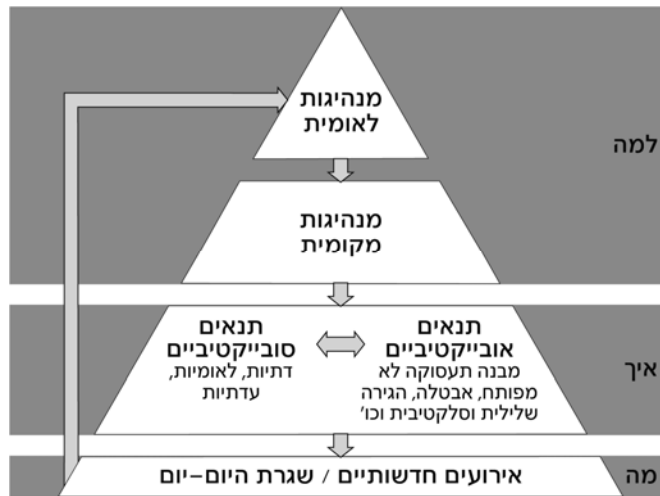 מנהיגות
לאומית
למה
מנהיגות
מקומית
תנאים
אובייקטיביים
מבנה תעסוקה לא
מפותח, אבטלה, הגירה
שלילית וסלקטיבית וכו'
תנאים
סובייקטיביים
דתיות, לאומיות,
עדתיות
איך
אירועים חדשותיים / שגרת היום-יום
מה